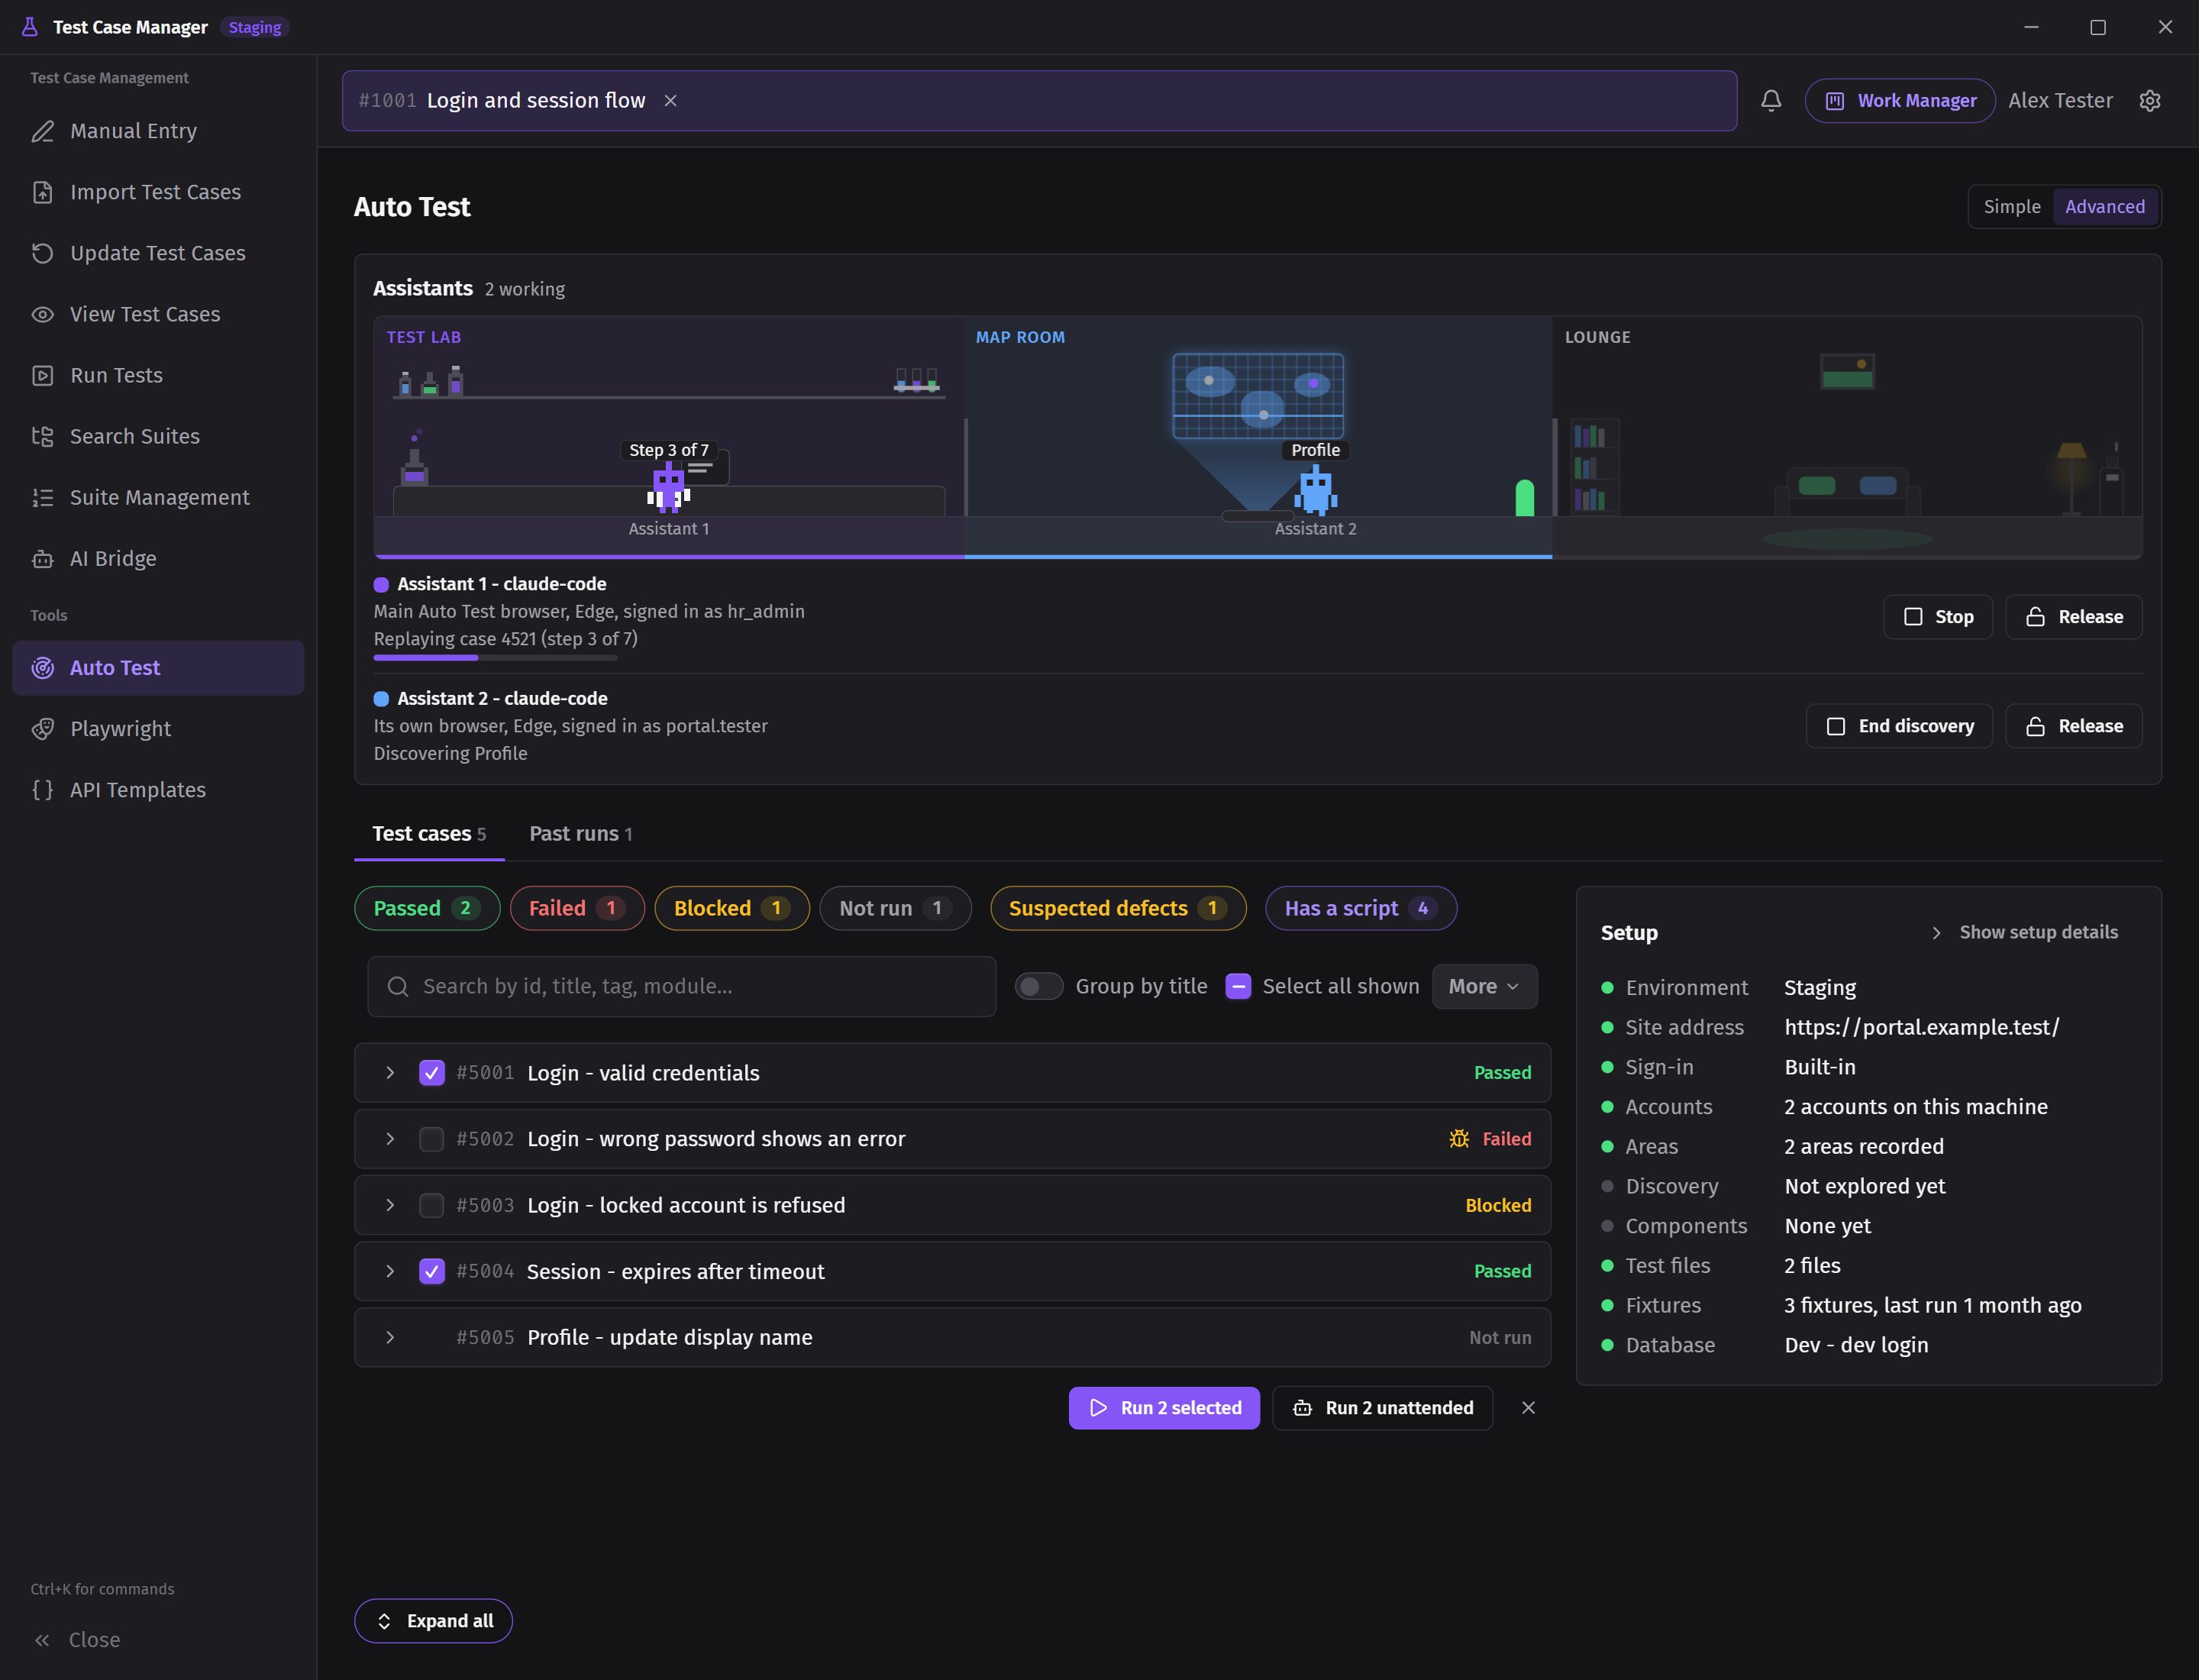 Test Case Manager Staging
Test Case Management
Manual Entry
Import Test Cases
Update Test Cases
View Test Cases
Run Tests
Search Suites
Suite Management
AI Bridge
Tools
Auto Test
Playwright
API Templates
Ctrl+K for commands
Close
#1001 Login and session flow
Work Manager
Alex Tester
Auto Test
Simple Advanced
Assistants 2 working
TEST LAB
MAP ROOM
LOUNGE
Step 3 of 7
Profile
Assistant 1
Assistant 2
Assistant 1 - claude-code
Main Auto Test browser, Edge, signed in as hr_admin
Replaying case 4521 (step 3 of 7)
Stop Release
Assistant 2 - claude-code
Its own browser, Edge, signed in as portal.tester
Discovering Profile
End discovery Release
Test cases 5 Past runs 1
Passed 2 Failed 1 Blocked 1 Not run 1 Suspected defects 1 Has a script 4
Search by id, title, tag, module...
Group by title Select all shown More
#5001 Login - valid credentials Passed
#5002 Login - wrong password shows an error Failed
#5003 Login - locked account is refused Blocked
#5004 Session - expires after timeout Passed
#5005 Profile - update display name Not run
Run 2 selected Run 2 unattended
Expand all
Setup Show setup details
Environment Staging
Site address https://portal.example.test/
Sign-in Built-in
Accounts 2 accounts on this machine
Areas 2 areas recorded
Discovery Not explored yet
Components None yet
Test files 2 files
Fixtures 3 fixtures, last run 1 month ago
Database Dev - dev login